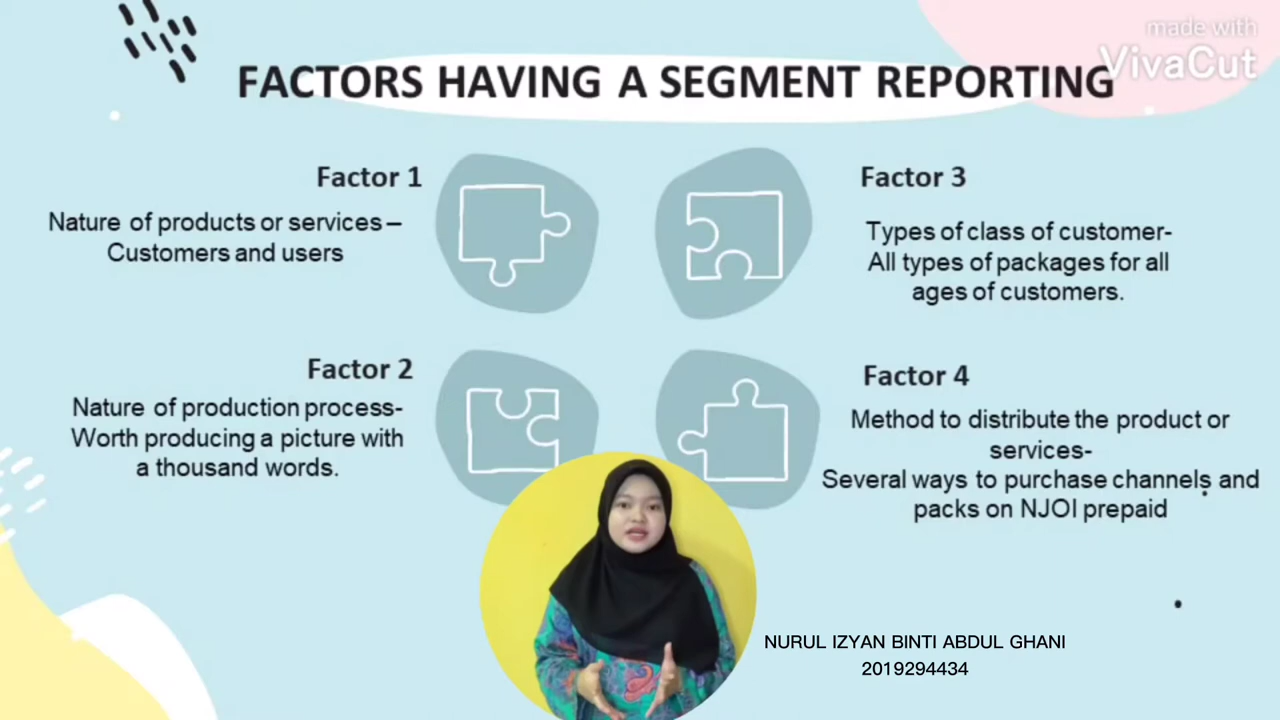 made with
VivaCut
FACTORS HAVING A SEGMENT REPORTING
Factor 1
Nature of products or services –
Customers and users
Factor 2
Nature of production process-
Worth producing a picture with
a thousand words.
Factor 3
Types of class of customer-
All types of packages for all
ages of customers.
Factor 4
Method to distribute the product or
services-
Several ways to purchase channels and
packs on NJOI prepaid
NURUL IZYAN BINTI ABDUL GHANI
2019294434